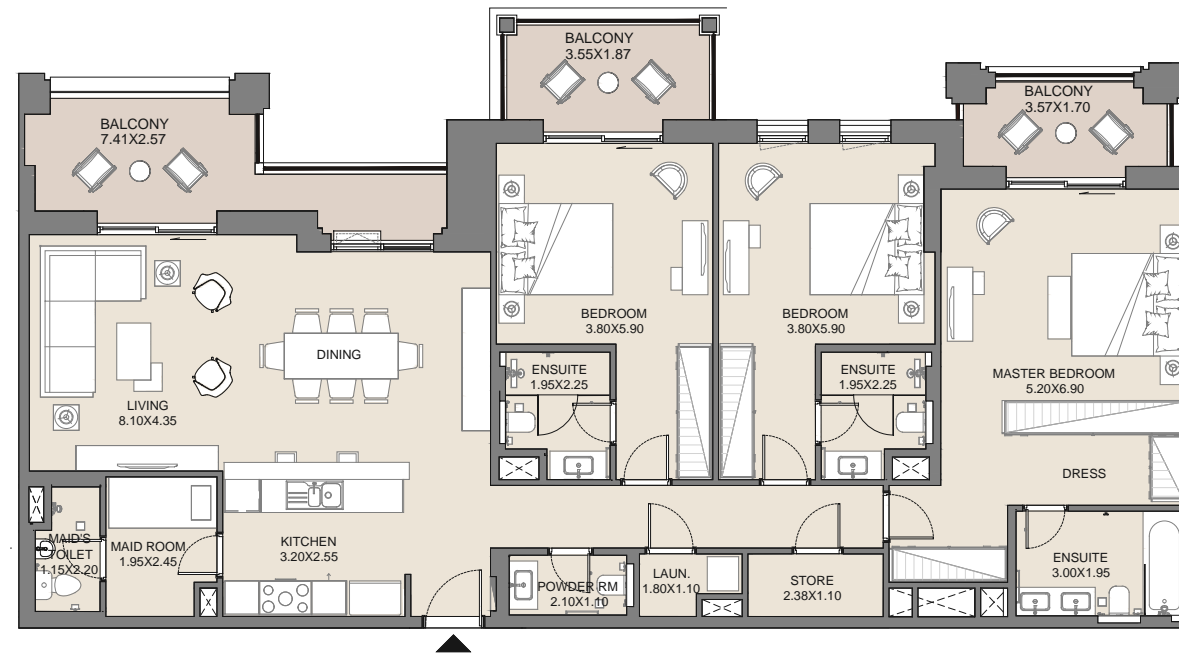 BALCONY
3.55X1.87
BALCONY
3.57X1.70
BALCONY
7.41X2.57
BEDROOM
3.80X5.90
BEDROOM
3.80X5.90
DINING
ENSUITE
1.95X2.25
ENSUITE
1.95X2.25
MASTER BEDROOM
5.20X6.90
LIVING
8.10X4.35
DRESS
MAID'S
TOILET
1.15X2.20
MAID ROOM
1.95X2.45
KITCHEN
3.20X2.55
POWDER RM
2.10X1.10
LAUN.
1.80X1.10
STORE
2.38X1.10
ENSUITE
3.00X1.95